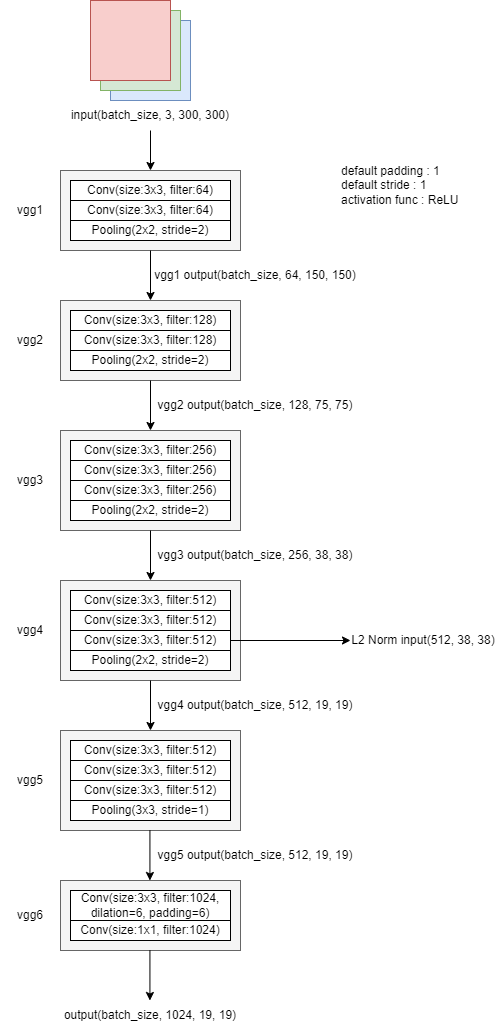 input(batch_size, 3, 300, 300)
default padding : 1
default stride : 1
activation func : ReLU
vgg1
Conv(size:3x3, filter:64)
Conv(size:3x3, filter:64)
Pooling(2x2, stride=2)
vgg1 output(batch_size, 64, 150, 150)
vgg2
Conv(size:3x3, filter:128)
Conv(size:3x3, filter:128)
Pooling(2x2, stride=2)
vgg2 output(batch_size, 128, 75, 75)
vgg3
Conv(size:3x3, filter:256)
Conv(size:3x3, filter:256)
Conv(size:3x3, filter:256)
Pooling(2x2, stride=2)
vgg3 output(batch_size, 256, 38, 38)
vgg4
Conv(size:3x3, filter:512)
Conv(size:3x3, filter:512)
Conv(size:3x3, filter:512)
L2 Norm input(512, 38, 38)
Pooling(2x2, stride=2)
vgg4 output(batch_size, 512, 19, 19)
vgg5
Conv(size:3x3, filter:512)
Conv(size:3x3, filter:512)
Conv(size:3x3, filter:512)
Pooling(3x3, stride=1)
vgg5 output(batch_size, 512, 19, 19)
vgg6
Conv(size:3x3, filter:1024,
dilation=6, padding=6)
Conv(size:1x1, filter:1024)
output(batch_size, 1024, 19, 19)